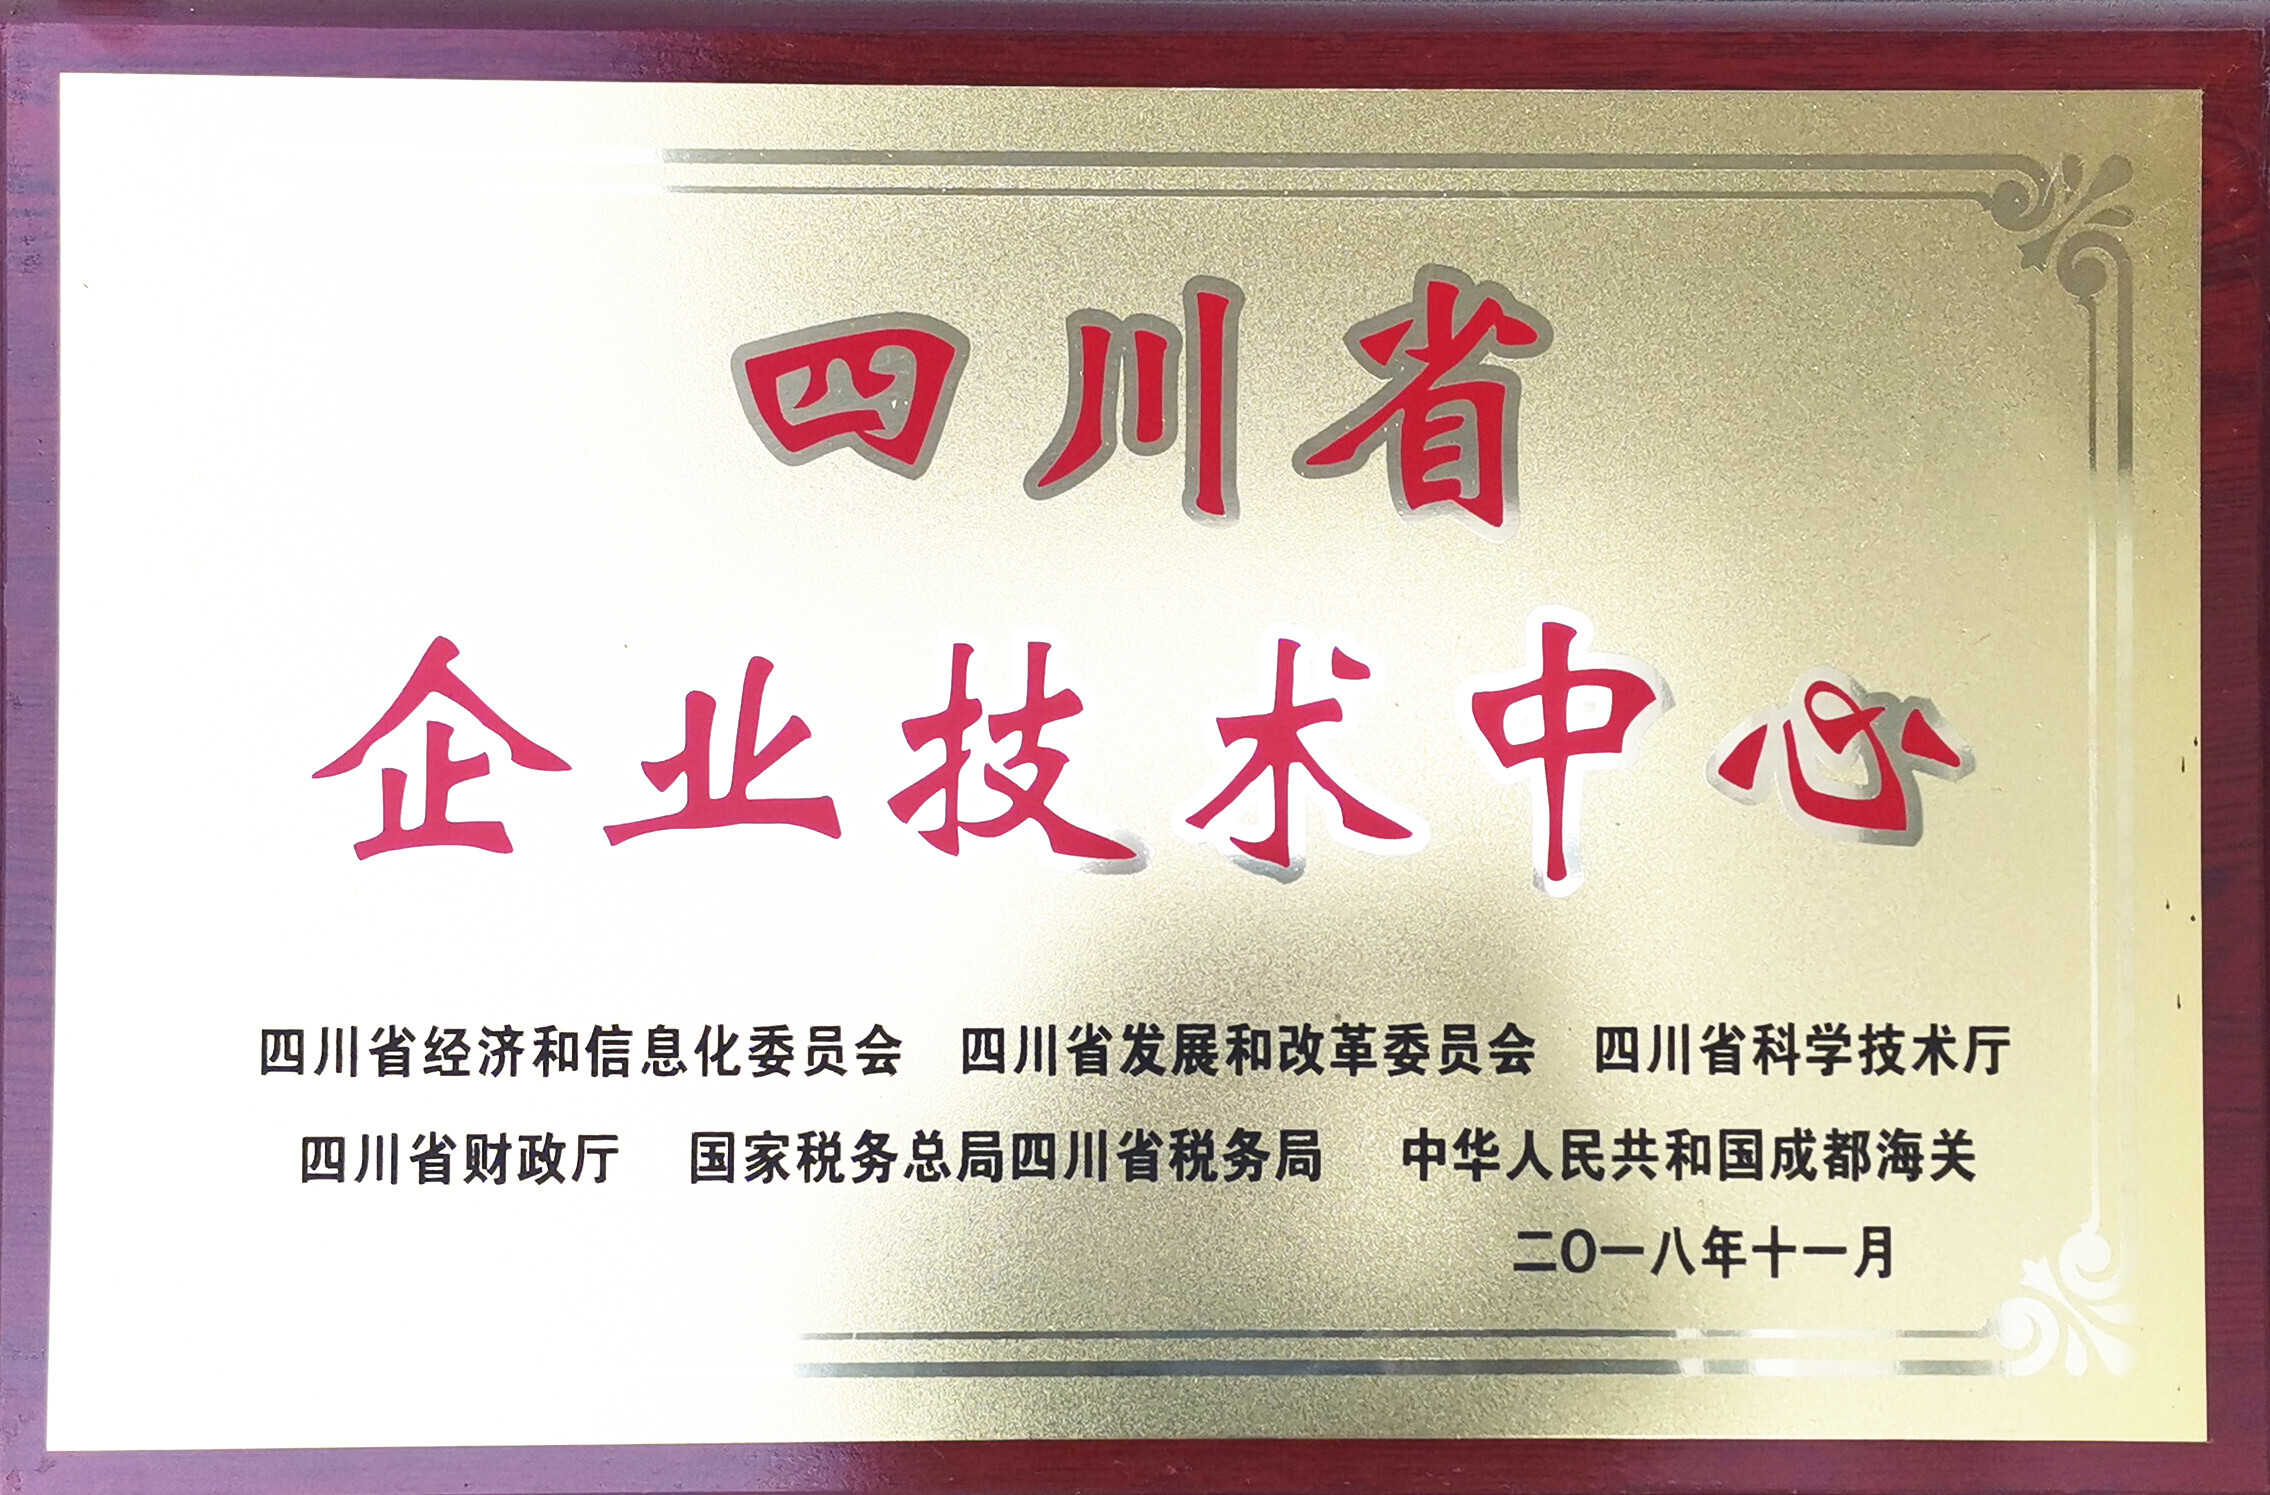 四川省
企业技术中心
四川省经济和信息化委员会 四川省发展和改革委员会 四川省科学技术厅
四川省财政厅 国家税务总局四川省税务局 中华人民共和国成都海关
二〇一八年十一月